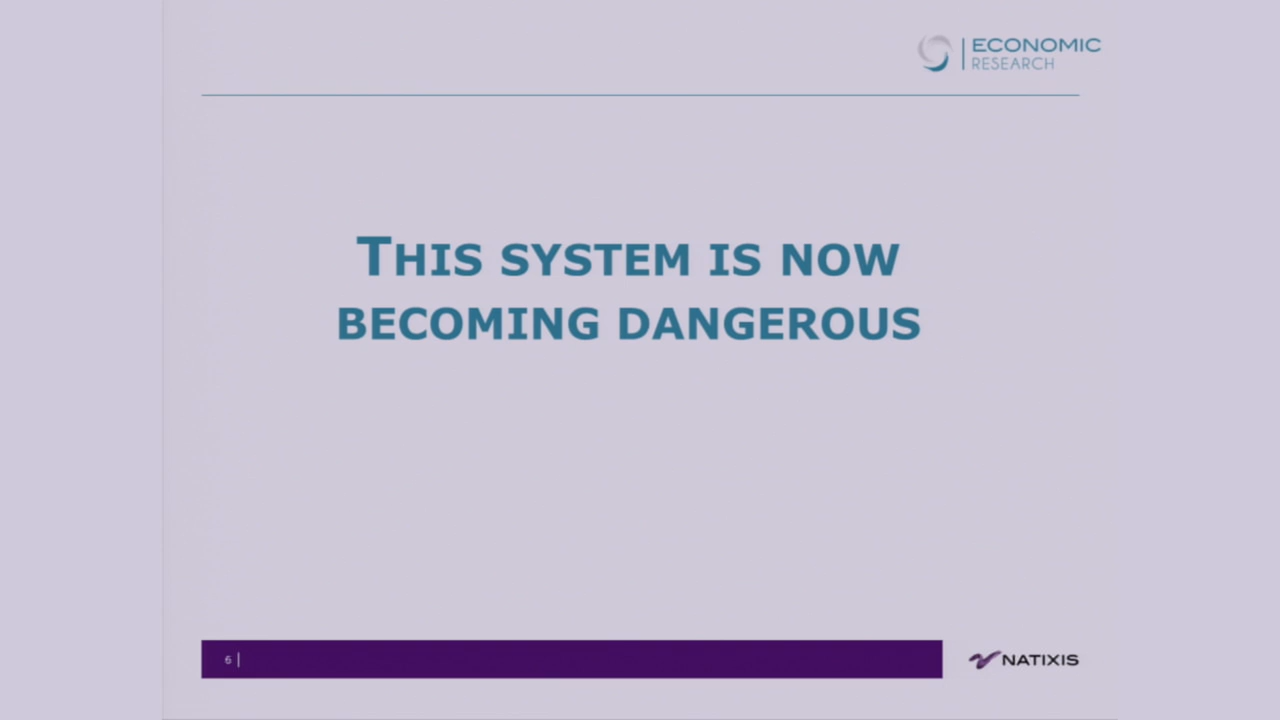 ECONOMIC
RESEARCH
THIS SYSTEM IS NOW
BECOMING DANGEROUS
6 |
NATIXIS